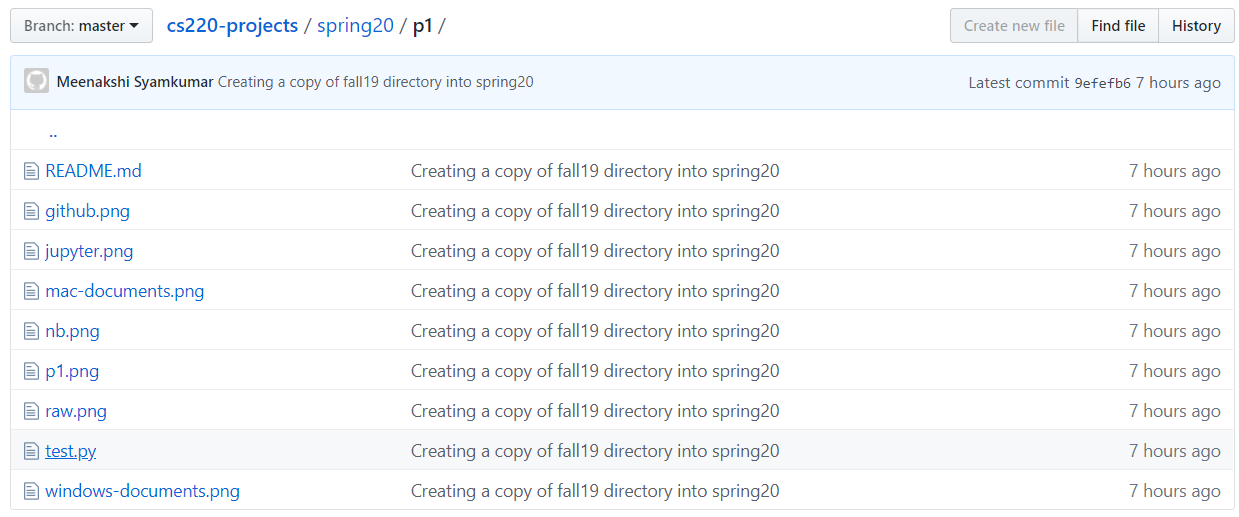 Branch: master cs220-projects / spring20 / p1 / Create new file Find file History
Meenakshi Syamkumar Creating a copy of fall19 directory into spring20 Latest commit 9efefb6 7 hours ago
..
README.md Creating a copy of fall19 directory into spring20 7 hours ago
github.png Creating a copy of fall19 directory into spring20 7 hours ago
jupyter.png Creating a copy of fall19 directory into spring20 7 hours ago
mac-documents.png Creating a copy of fall19 directory into spring20 7 hours ago
nb.png Creating a copy of fall19 directory into spring20 7 hours ago
p1.png Creating a copy of fall19 directory into spring20 7 hours ago
raw.png Creating a copy of fall19 directory into spring20 7 hours ago
test.py Creating a copy of fall19 directory into spring20 7 hours ago
windows-documents.png Creating a copy of fall19 directory into spring20 7 hours ago